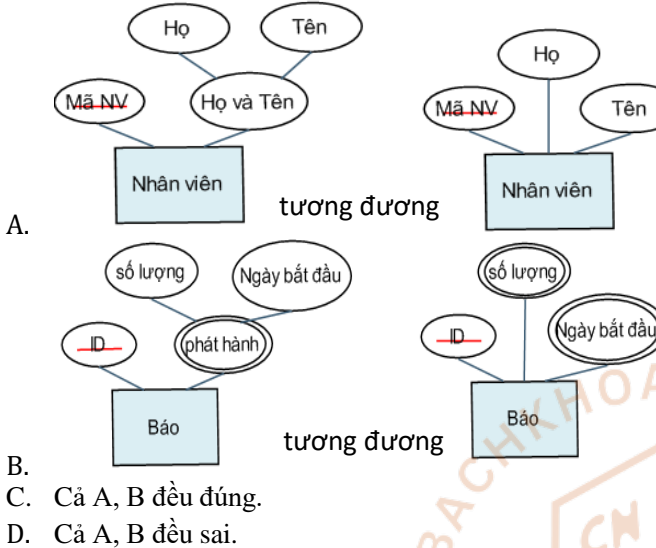 Họ Tên
Họ
Mã NV Họ và Tên
Mã NV Tên
Nhân viên
Nhân viên
tương đương
A.
số lượng Ngày bắt đầu
số lượng
ID phát hành
ID Ngày bắt đầu
Báo
Báo
tương đương
B.
C. Cả A, B đều đúng.
D. Cả A, B đều sai.
BACHKHOA
CN